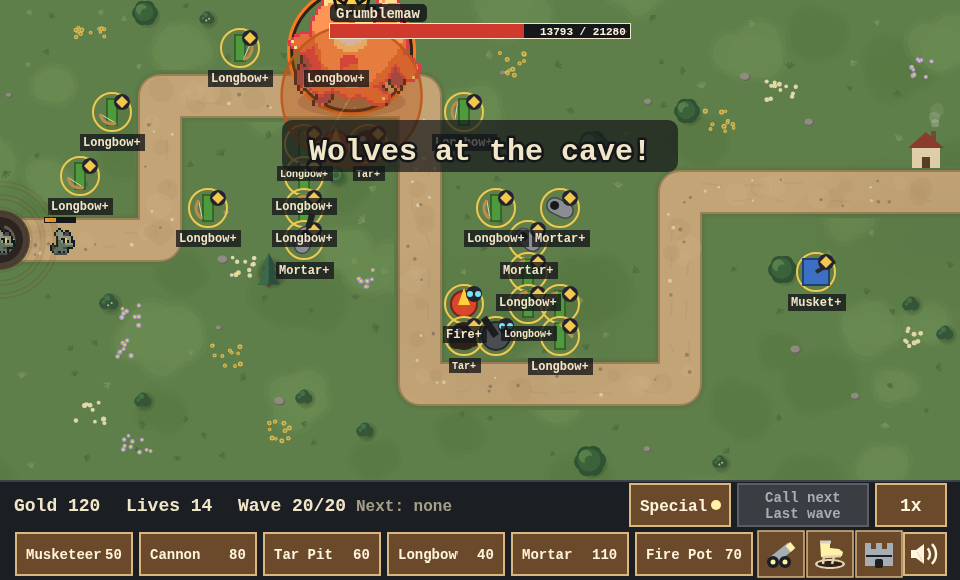 Grumblemaw
13793 / 21280
Longbow+
Longbow+
Longbow+
Longbow+
Wolves at the cave!
Longbow+
Tar+
Longbow+
Longbow+
Longbow+
Longbow+
Longbow+
Mortar+
Mortar+
Mortar+
Longbow+
Musket+
Fire+
Longbow+
Tar+
Longbow+
Gold 120
Lives 14
Wave 20/20
Next: none
Special
Call next
Last wave
1x
Musketeer 50
Cannon 80
Tar Pit 60
Longbow 40
Mortar 110
Fire Pot 70